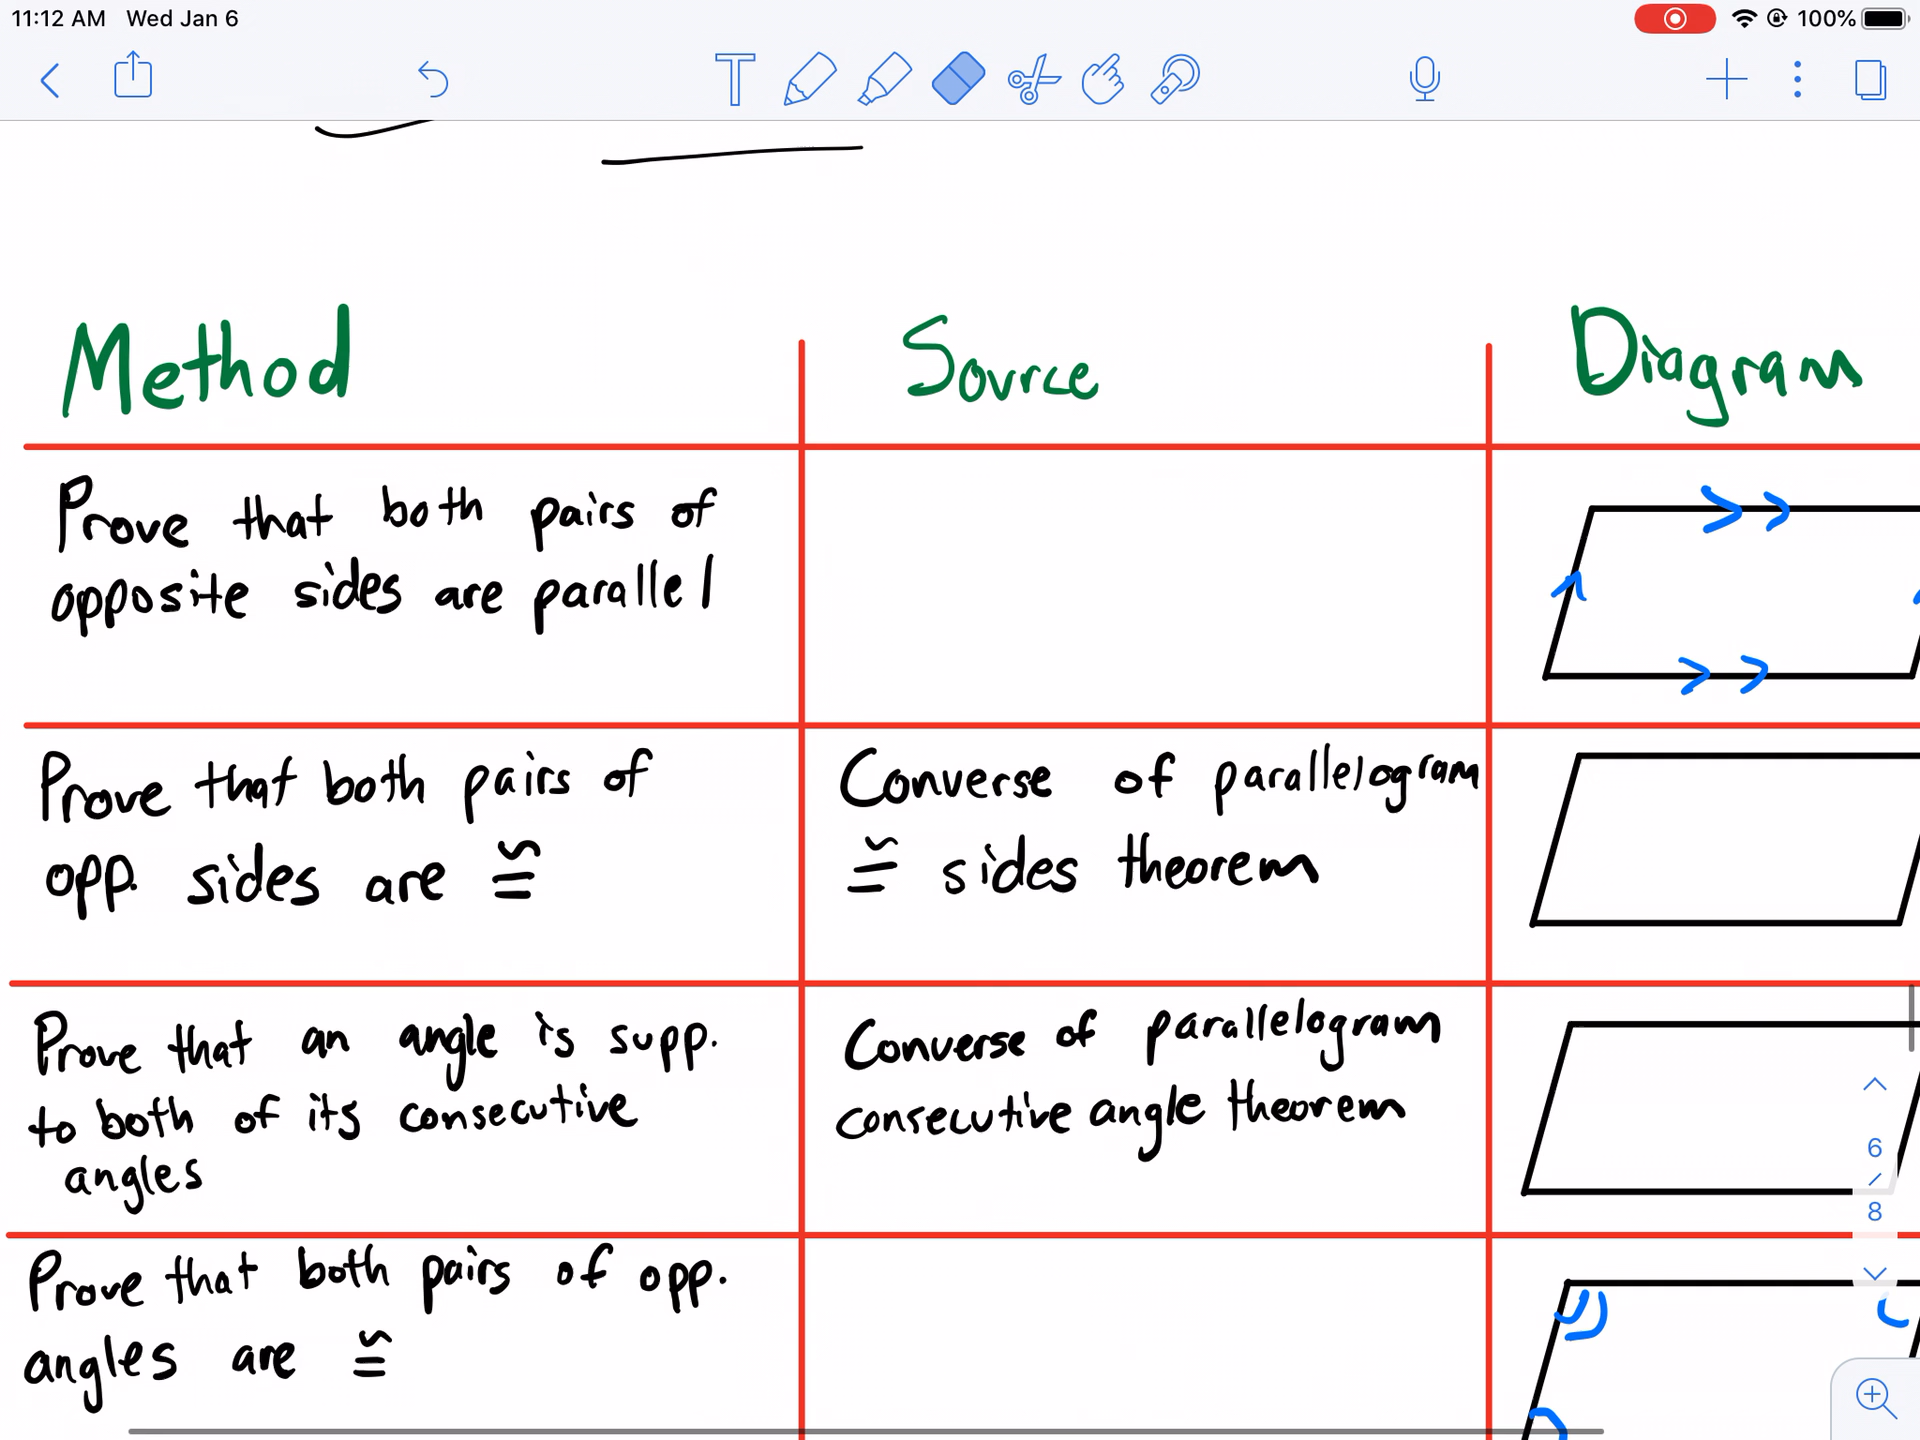 11:12 AM Wed Jan 6
100%
Method
Source
Diagram
Prove that both pairs of
opposite sides are parallel
Prove that both pairs of
opp. sides are ≅
Converse of parallelogram
≅ sides theorem
Prove that an angle is supp.
to both of its consecutive
angles
Converse of parallelogram
consecutive angle theorem
6
/
8
Prove that both pairs of opp.
angles are ≅